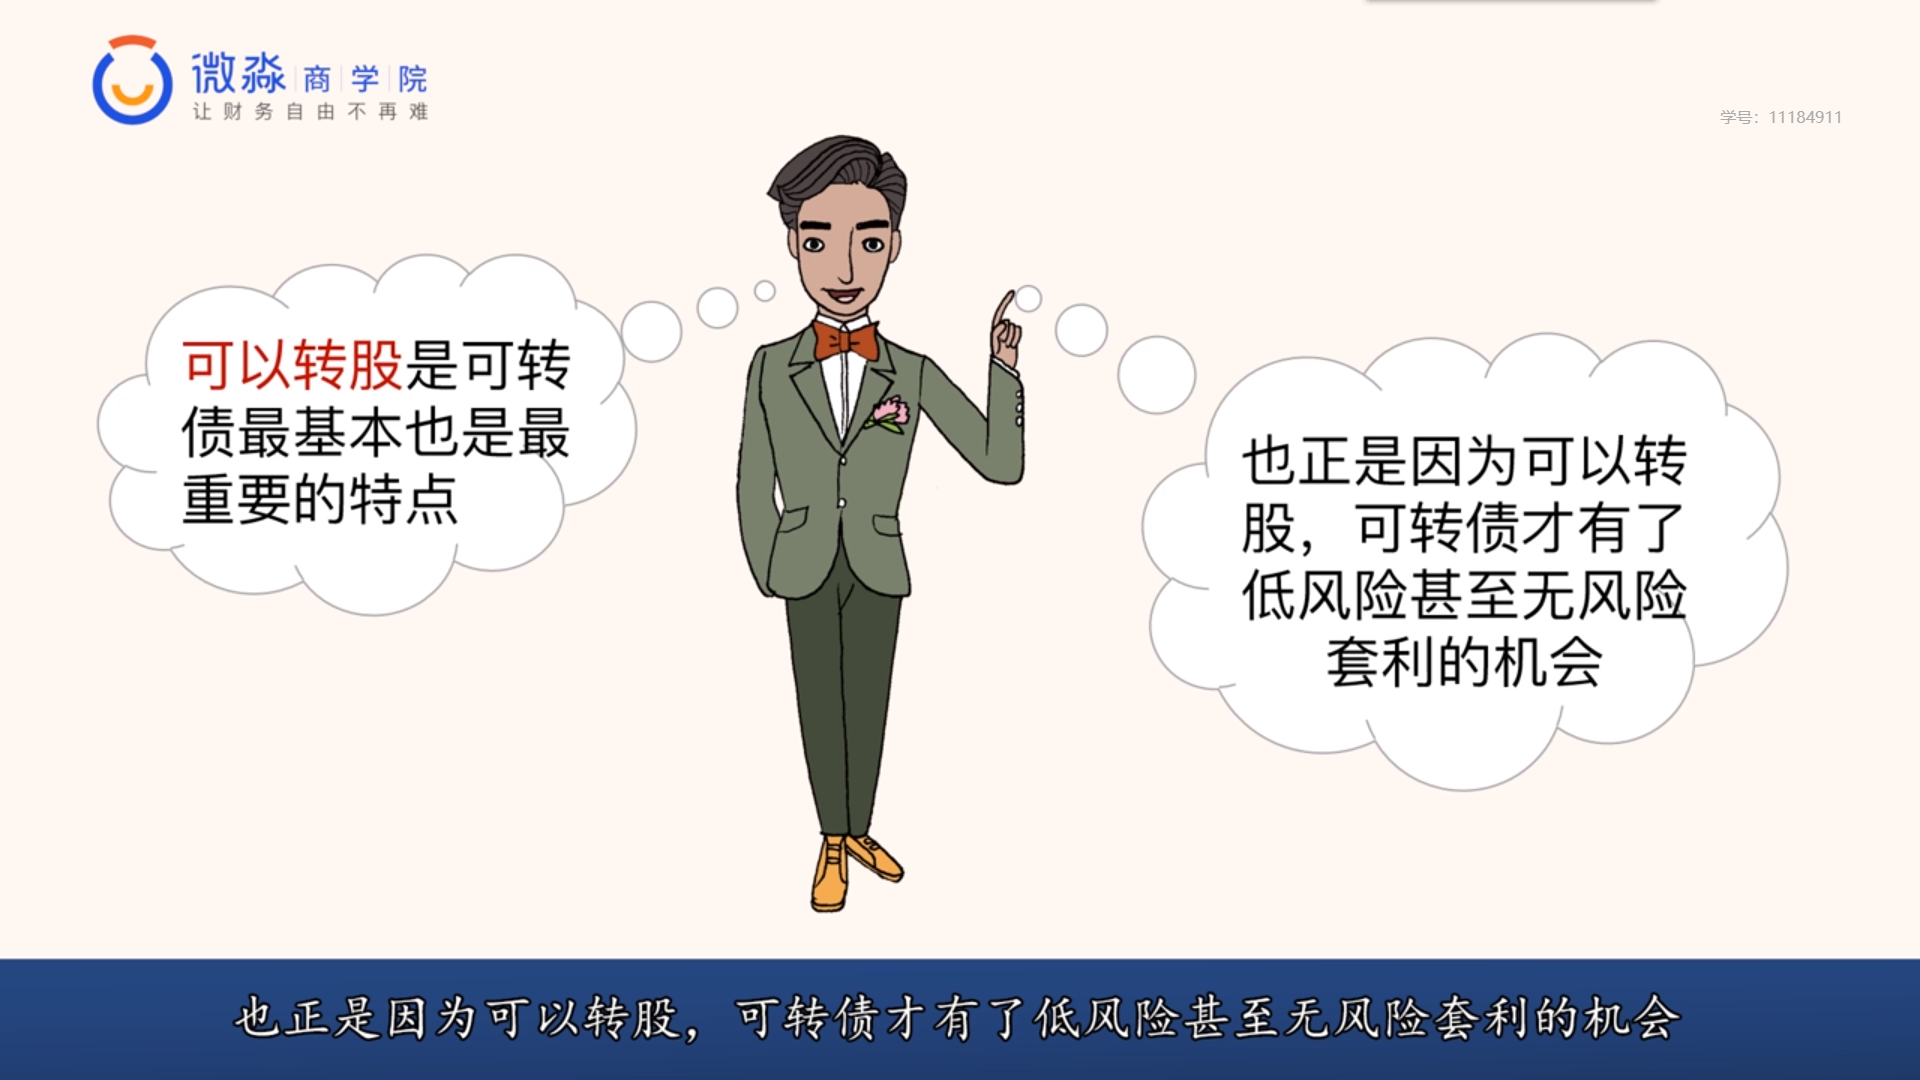 微淼商学院
让财务自由不再难
学号：11184911
可以转股是可转
债最基本也是最
重要的特点
也正是因为可以转
股，可转债才有了
低风险甚至无风险
套利的机会
也正是因为可以转股，可转债才有了低风险甚至无风险套利的机会